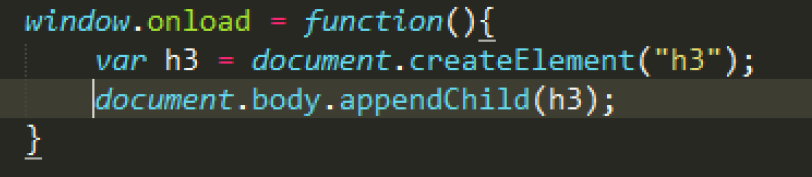 window.onload = function(){
var h3 = document.createElement("h3");
document.body.appendChild(h3);
}